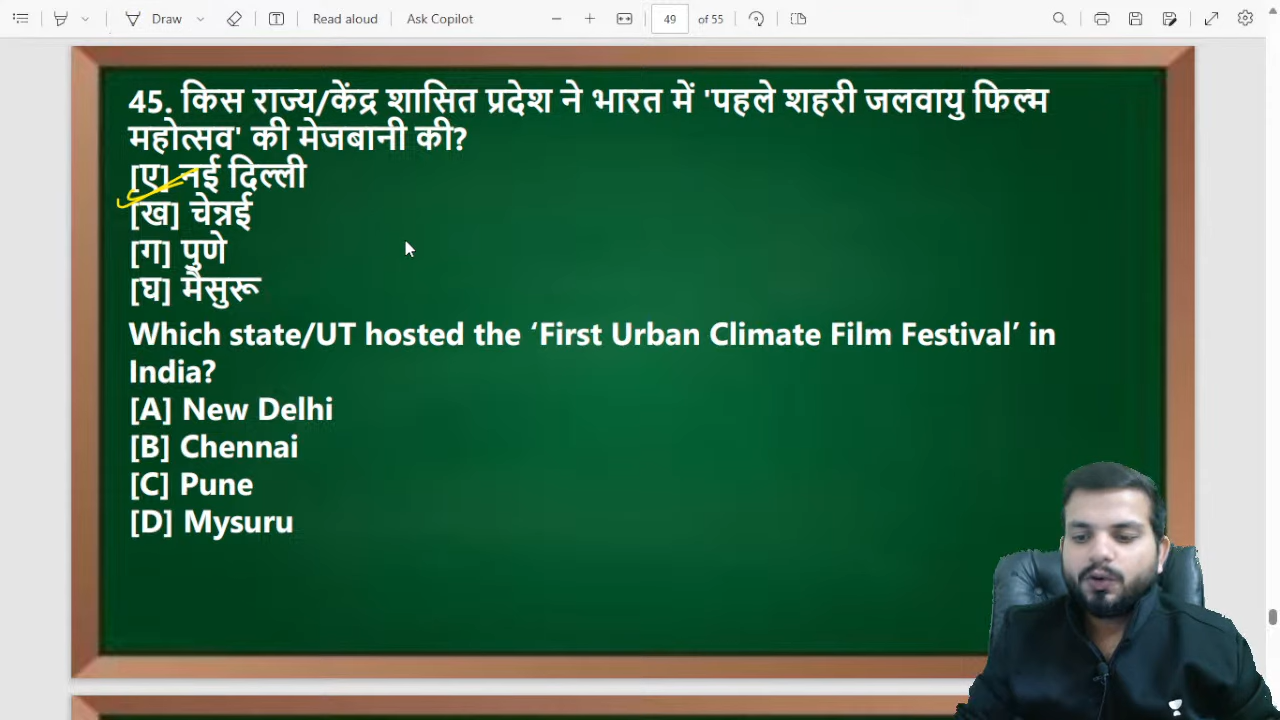 Draw
Read aloud
Ask Copilot
49
of 55
45. किस राज्य/केंद्र शासित प्रदेश ने भारत में 'पहले शहरी जलवायु फिल्म
महोत्सव' की मेजबानी की?
[ए] नई दिल्ली
[ख] चेन्नई
[ग] पुणे
[घ] मैसुरू
Which state/UT hosted the ‘First Urban Climate Film Festival’ in
India?
[A] New Delhi
[B] Chennai
[C] Pune
[D] Mysuru